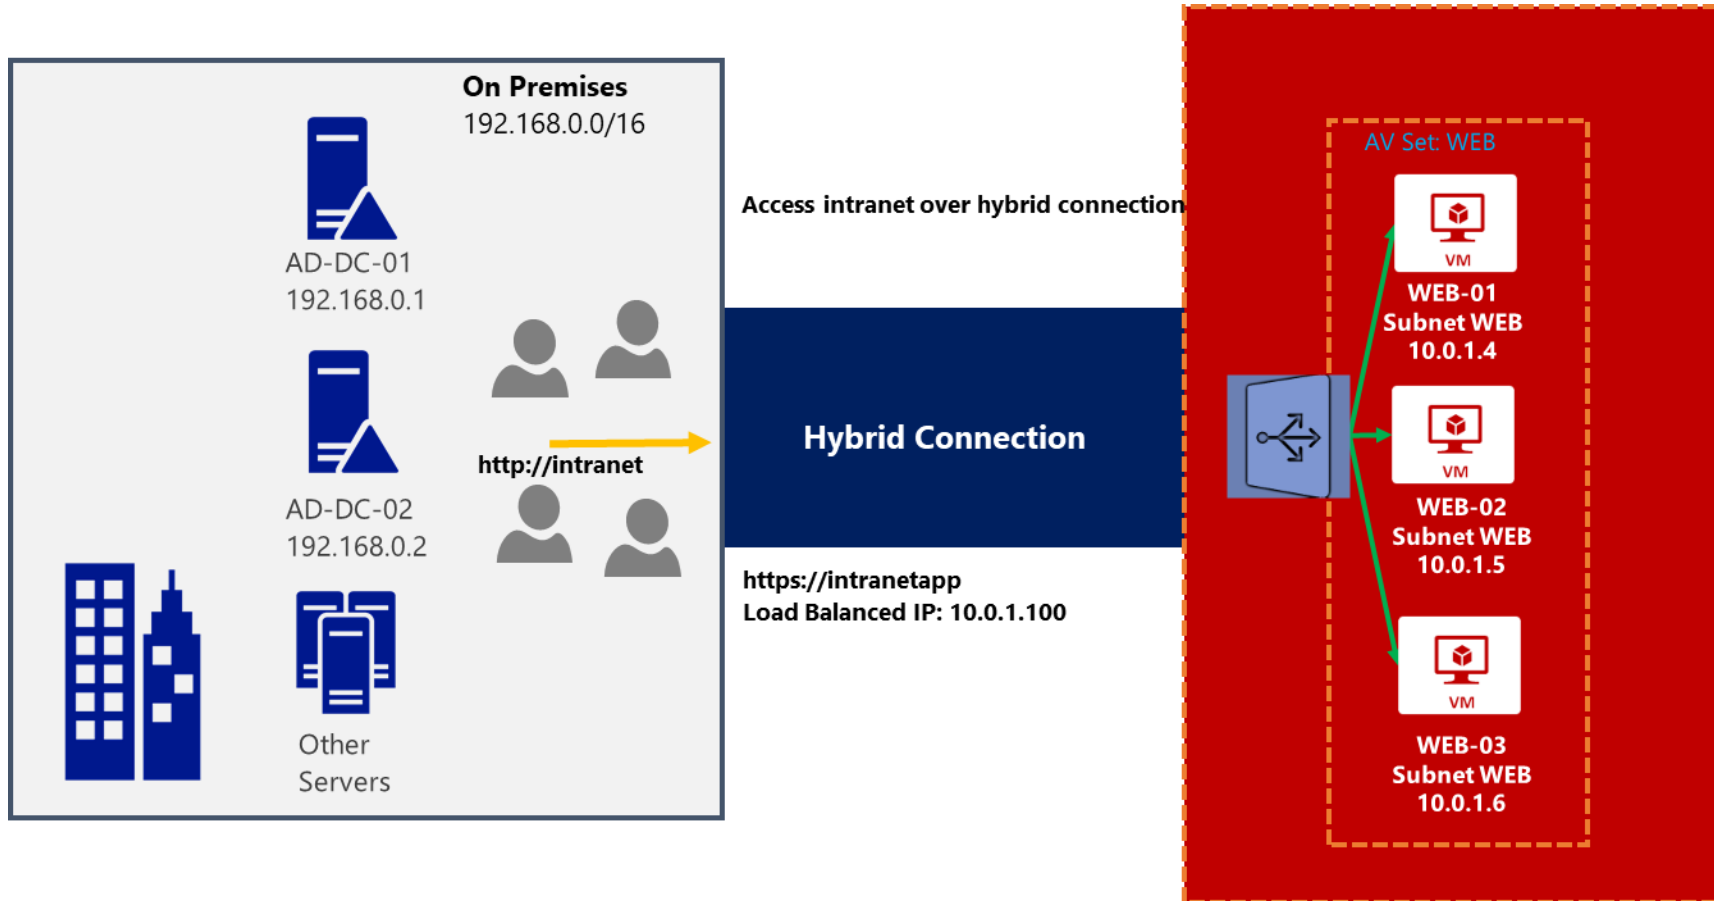 On Premises
192.168.0.0/16
AD-DC-01
192.168.0.1
AD-DC-02
192.168.0.2
Other
Servers
http://intranet
Access intranet over hybrid connection
Hybrid Connection
https://intranetapp
Load Balanced IP: 10.0.1.100
AV Set: WEB
VM
WEB-01
Subnet WEB
10.0.1.4
VM
WEB-02
Subnet WEB
10.0.1.5
VM
WEB-03
Subnet WEB
10.0.1.6